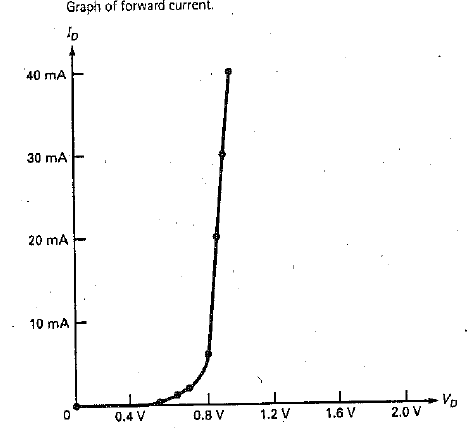 Graph of forward current.
I_D
40 mA
30 mA
20 mA
10 mA
0
0.4 V
0.8 V
1.2 V
1.6 V
2.0 V
V_D